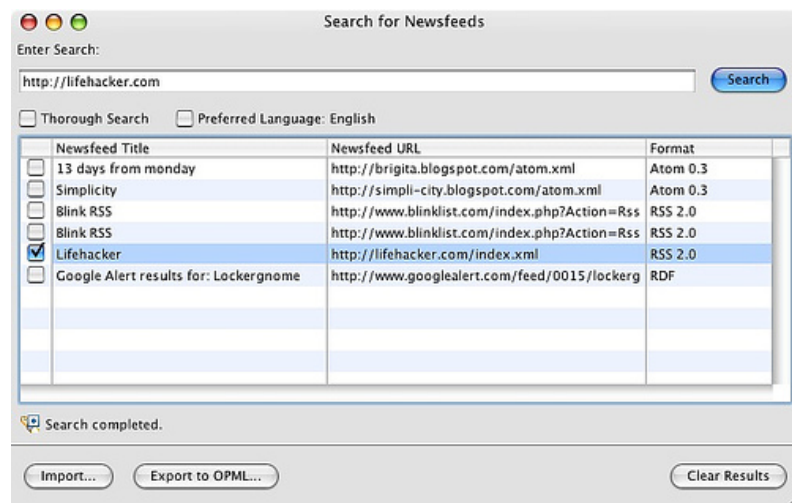 Search for Newsfeeds
Enter Search:
http://lifehacker.com
Search
Thorough Search Preferred Language: English
Newsfeed Title Newsfeed URL Format
13 days from monday http://brigita.blogspot.com/atom.xml Atom 0.3
Simplicity http://simpli-city.blogspot.com/atom.xml Atom 0.3
Blink RSS http://www.blinklist.com/index.php?Action=Rss RSS 2.0
Blink RSS http://www.blinklist.com/index.php?Action=Rss RSS 2.0
Lifehacker http://lifehacker.com/index.xml RSS 2.0
Google Alert results for: Lockergnome http://www.googlealert.com/feed/0015/lockerg RDF
Search completed.
Import... Export to OPML... Clear Results